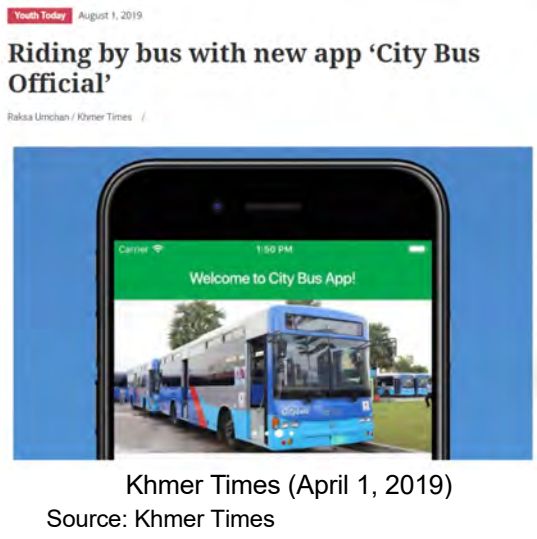 Youth Today August 1, 2019
Riding by bus with new app ‘City Bus
Official’
Raksa Umchan / Khmer Times /
Carrier 1:50 PM
Welcome to City Bus App!
Citybus
Khmer Times (April 1, 2019)
Source: Khmer Times